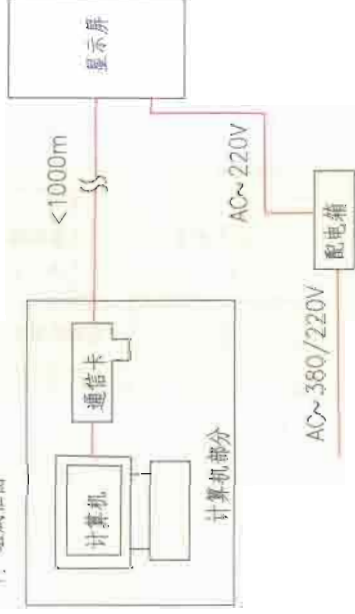 显示屏
<1000m
AC~220V
通信卡
配电箱
计算机
计算机部分
AC~380/220V